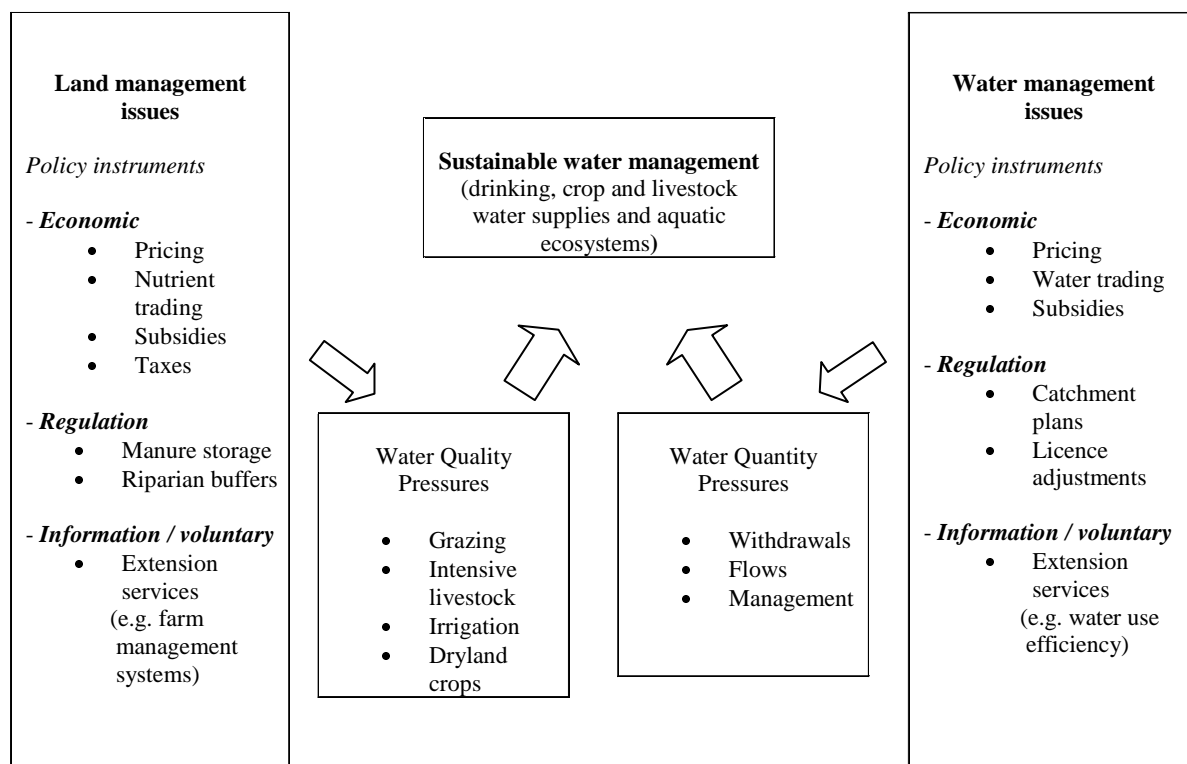 Land management
issues
Policy instruments
- Economic
• Pricing
• Nutrient
trading
• Subsidies
• Taxes
- Regulation
• Manure storage
• Riparian buffers
- Information / voluntary
• Extension
services
(e.g. farm
management
systems)
Sustainable water management
(drinking, crop and livestock
water supplies and aquatic
ecosystems)
Water Quality
Pressures
• Grazing
• Intensive
livestock
• Irrigation
• Dryland
crops
Water Quantity
Pressures
• Withdrawals
• Flows
• Management
Water management
issues
Policy instruments
- Economic
• Pricing
• Water trading
• Subsidies
- Regulation
• Catchment
plans
• Licence
adjustments
- Information / voluntary
• Extension
services
(e.g. water use
efficiency)